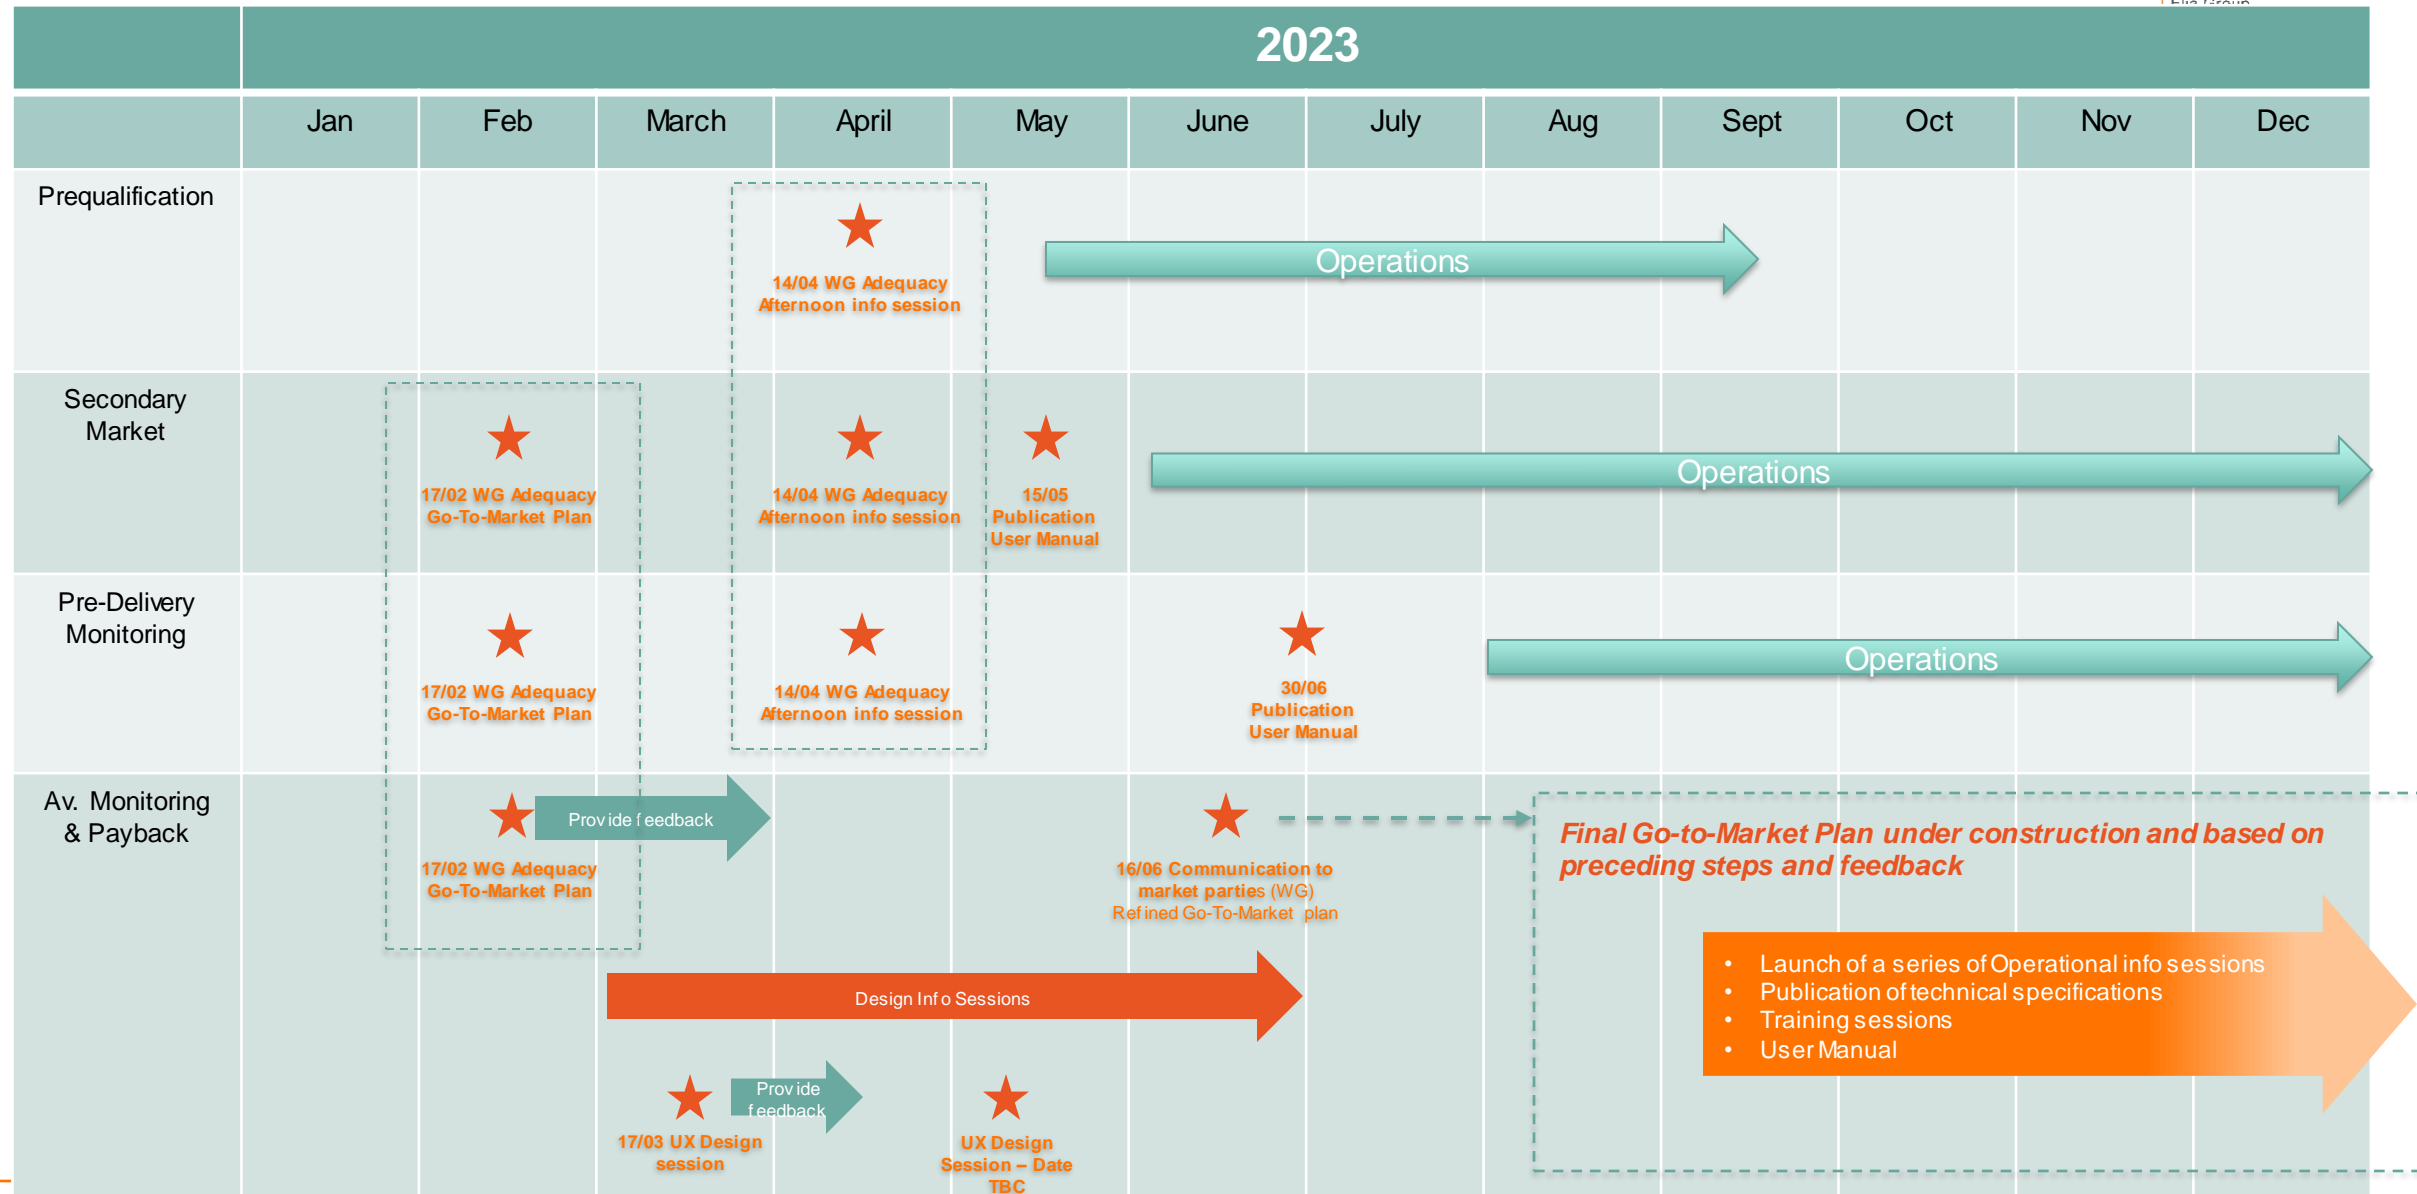 Elia Group
2023
Jan
Feb
March
April
May
June
July
Aug
Sept
Oct
Nov
Dec
Prequalification
14/04 WG Adequacy
Afternoon info session
Operations
Secondary
Market
17/02 WG Adequacy
Go-To-Market Plan
14/04 WG Adequacy
Afternoon info session
15/05
Publication
User Manual
Operations
Pre-Delivery
Monitoring
17/02 WG Adequacy
Go-To-Market Plan
14/04 WG Adequacy
Afternoon info session
30/06
Publication
User Manual
Operations
Av. Monitoring
& Payback
17/02 WG Adequacy
Go-To-Market Plan
Provide feedback
16/06 Communication to
market parties (WG)
Refined Go-To-Market plan
Final Go-to-Market Plan under construction and based on
preceding steps and feedback
Design Info Sessions
• Launch of a series of Operational info sessions
• Publication of technical specifications
• Training sessions
• User Manual
17/03 UX Design
session
Provide
feedback
UX Design
Session – Date
TBC